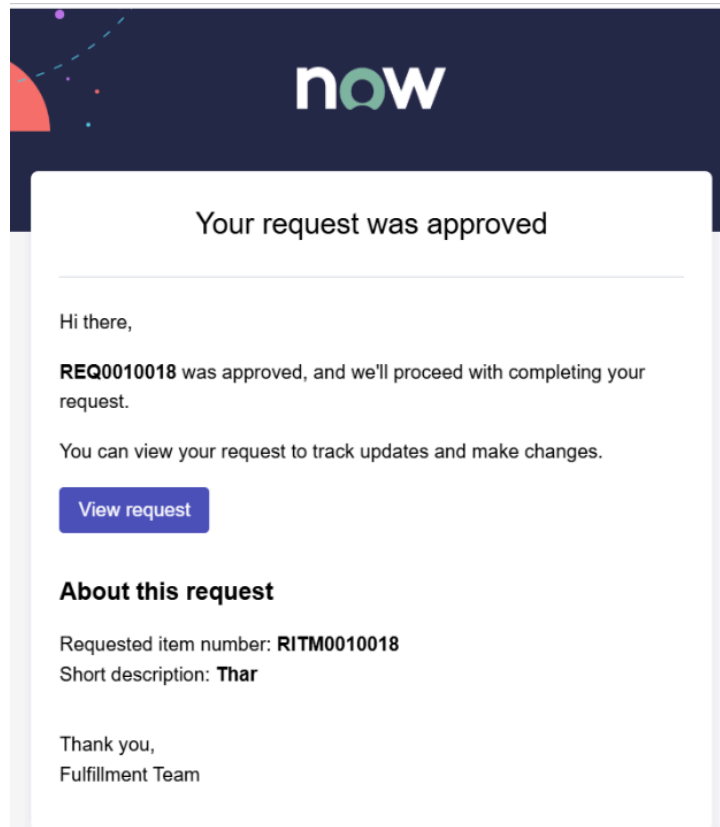 now
Your request was approved
Hi there,
REQ0010018 was approved, and we'll proceed with completing your
request.
You can view your request to track updates and make changes.
View request
About this request
Requested item number: RITM0010018
Short description: Thar
Thank you,
Fulfillment Team